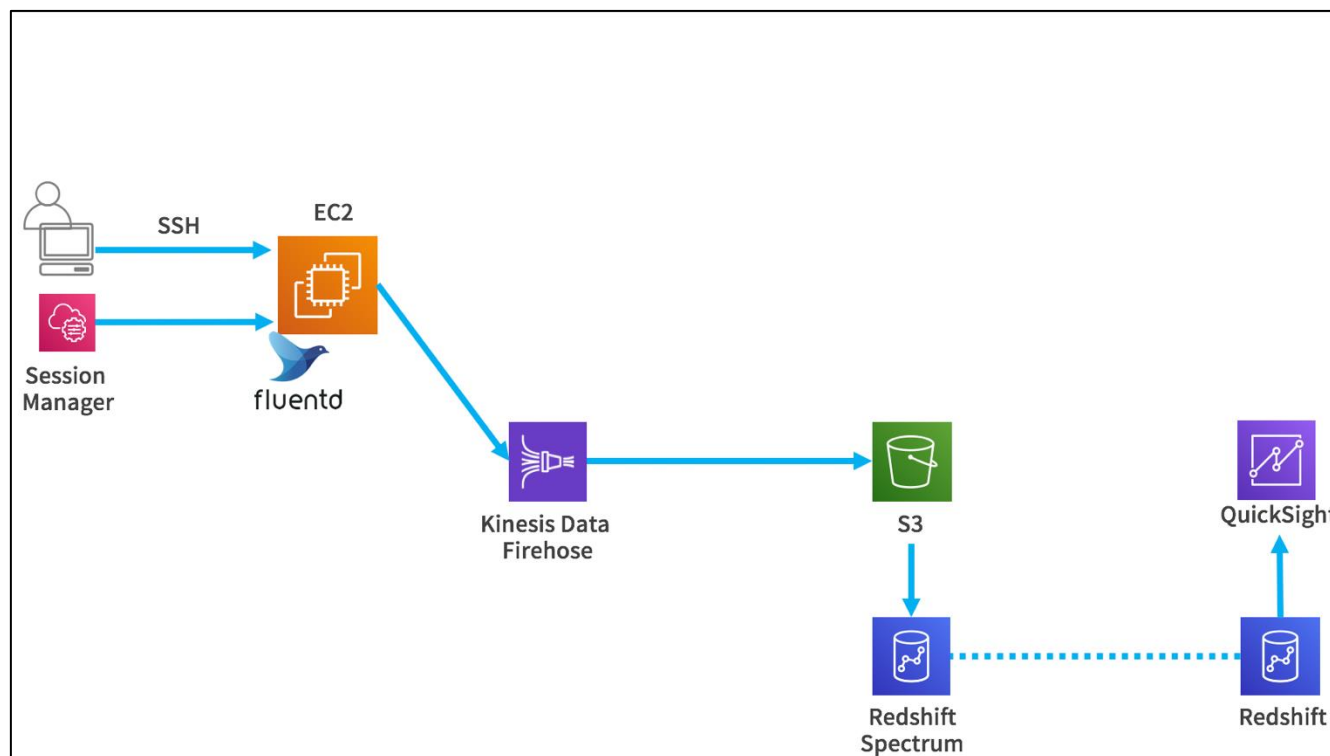 SSH
EC2
Session
Manager
fluentd
Kinesis Data
Firehose
S3
QuickSight
Redshift
Spectrum
Redshift